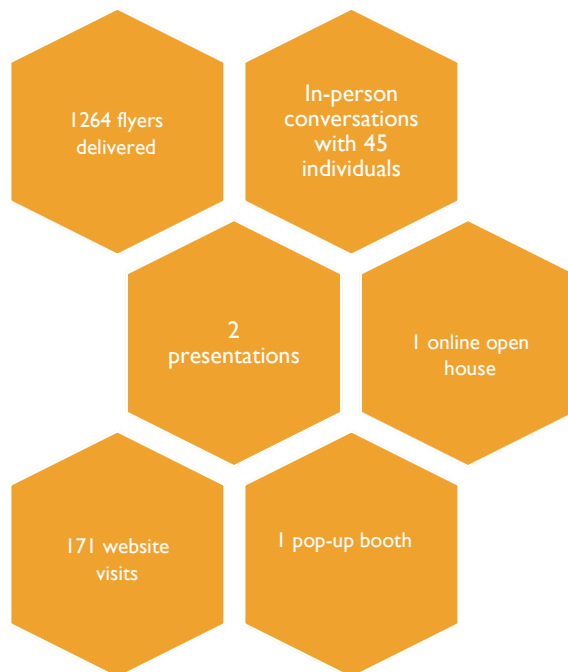 1264 flyers
delivered
In-person
conversations
with 45
individuals
2
presentations
1 online open
house
171 website
visits
1 pop-up booth